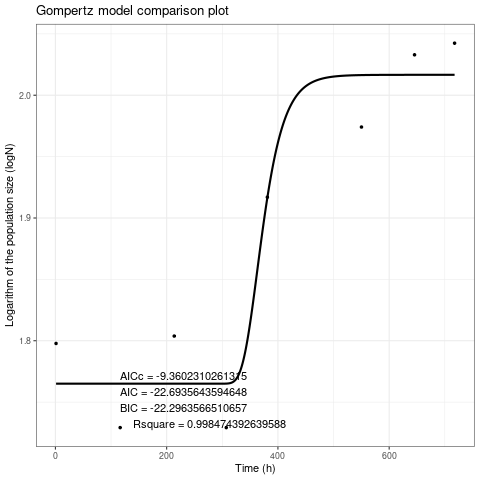 Gompertz model comparison plot
Logarithm of the population size (logN)
2.0
1.9
1.8
AICc = -9.3602310261315
AIC = -22.6935643594648
BIC = -22.2963566510657
Rsquare = 0.998474392639588
0 200 400 600
Time (h)